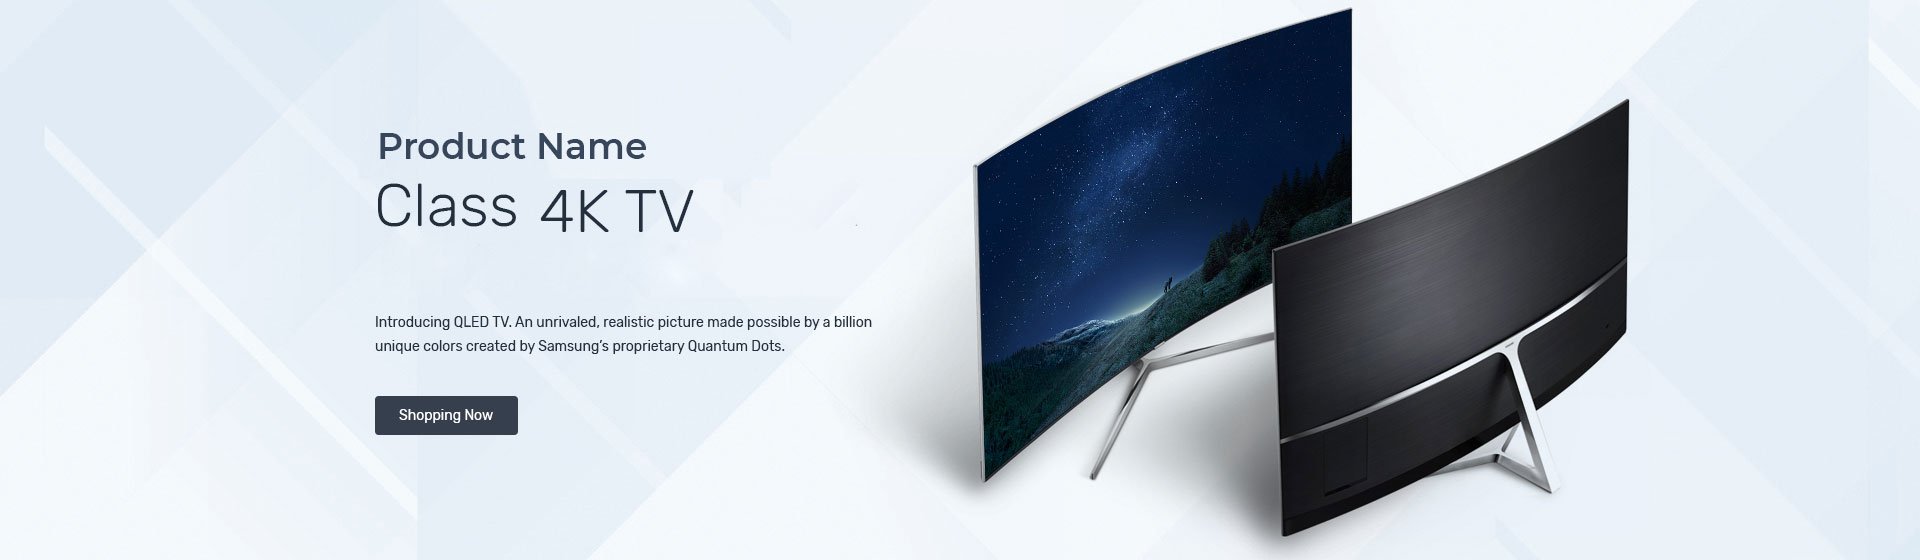 Product Name
Class 4K TV
Introducing QLED TV. An unrivaled, realistic picture made possible by a billion
unique colors created by Samsung’s proprietary Quantum Dots.
Shopping Now